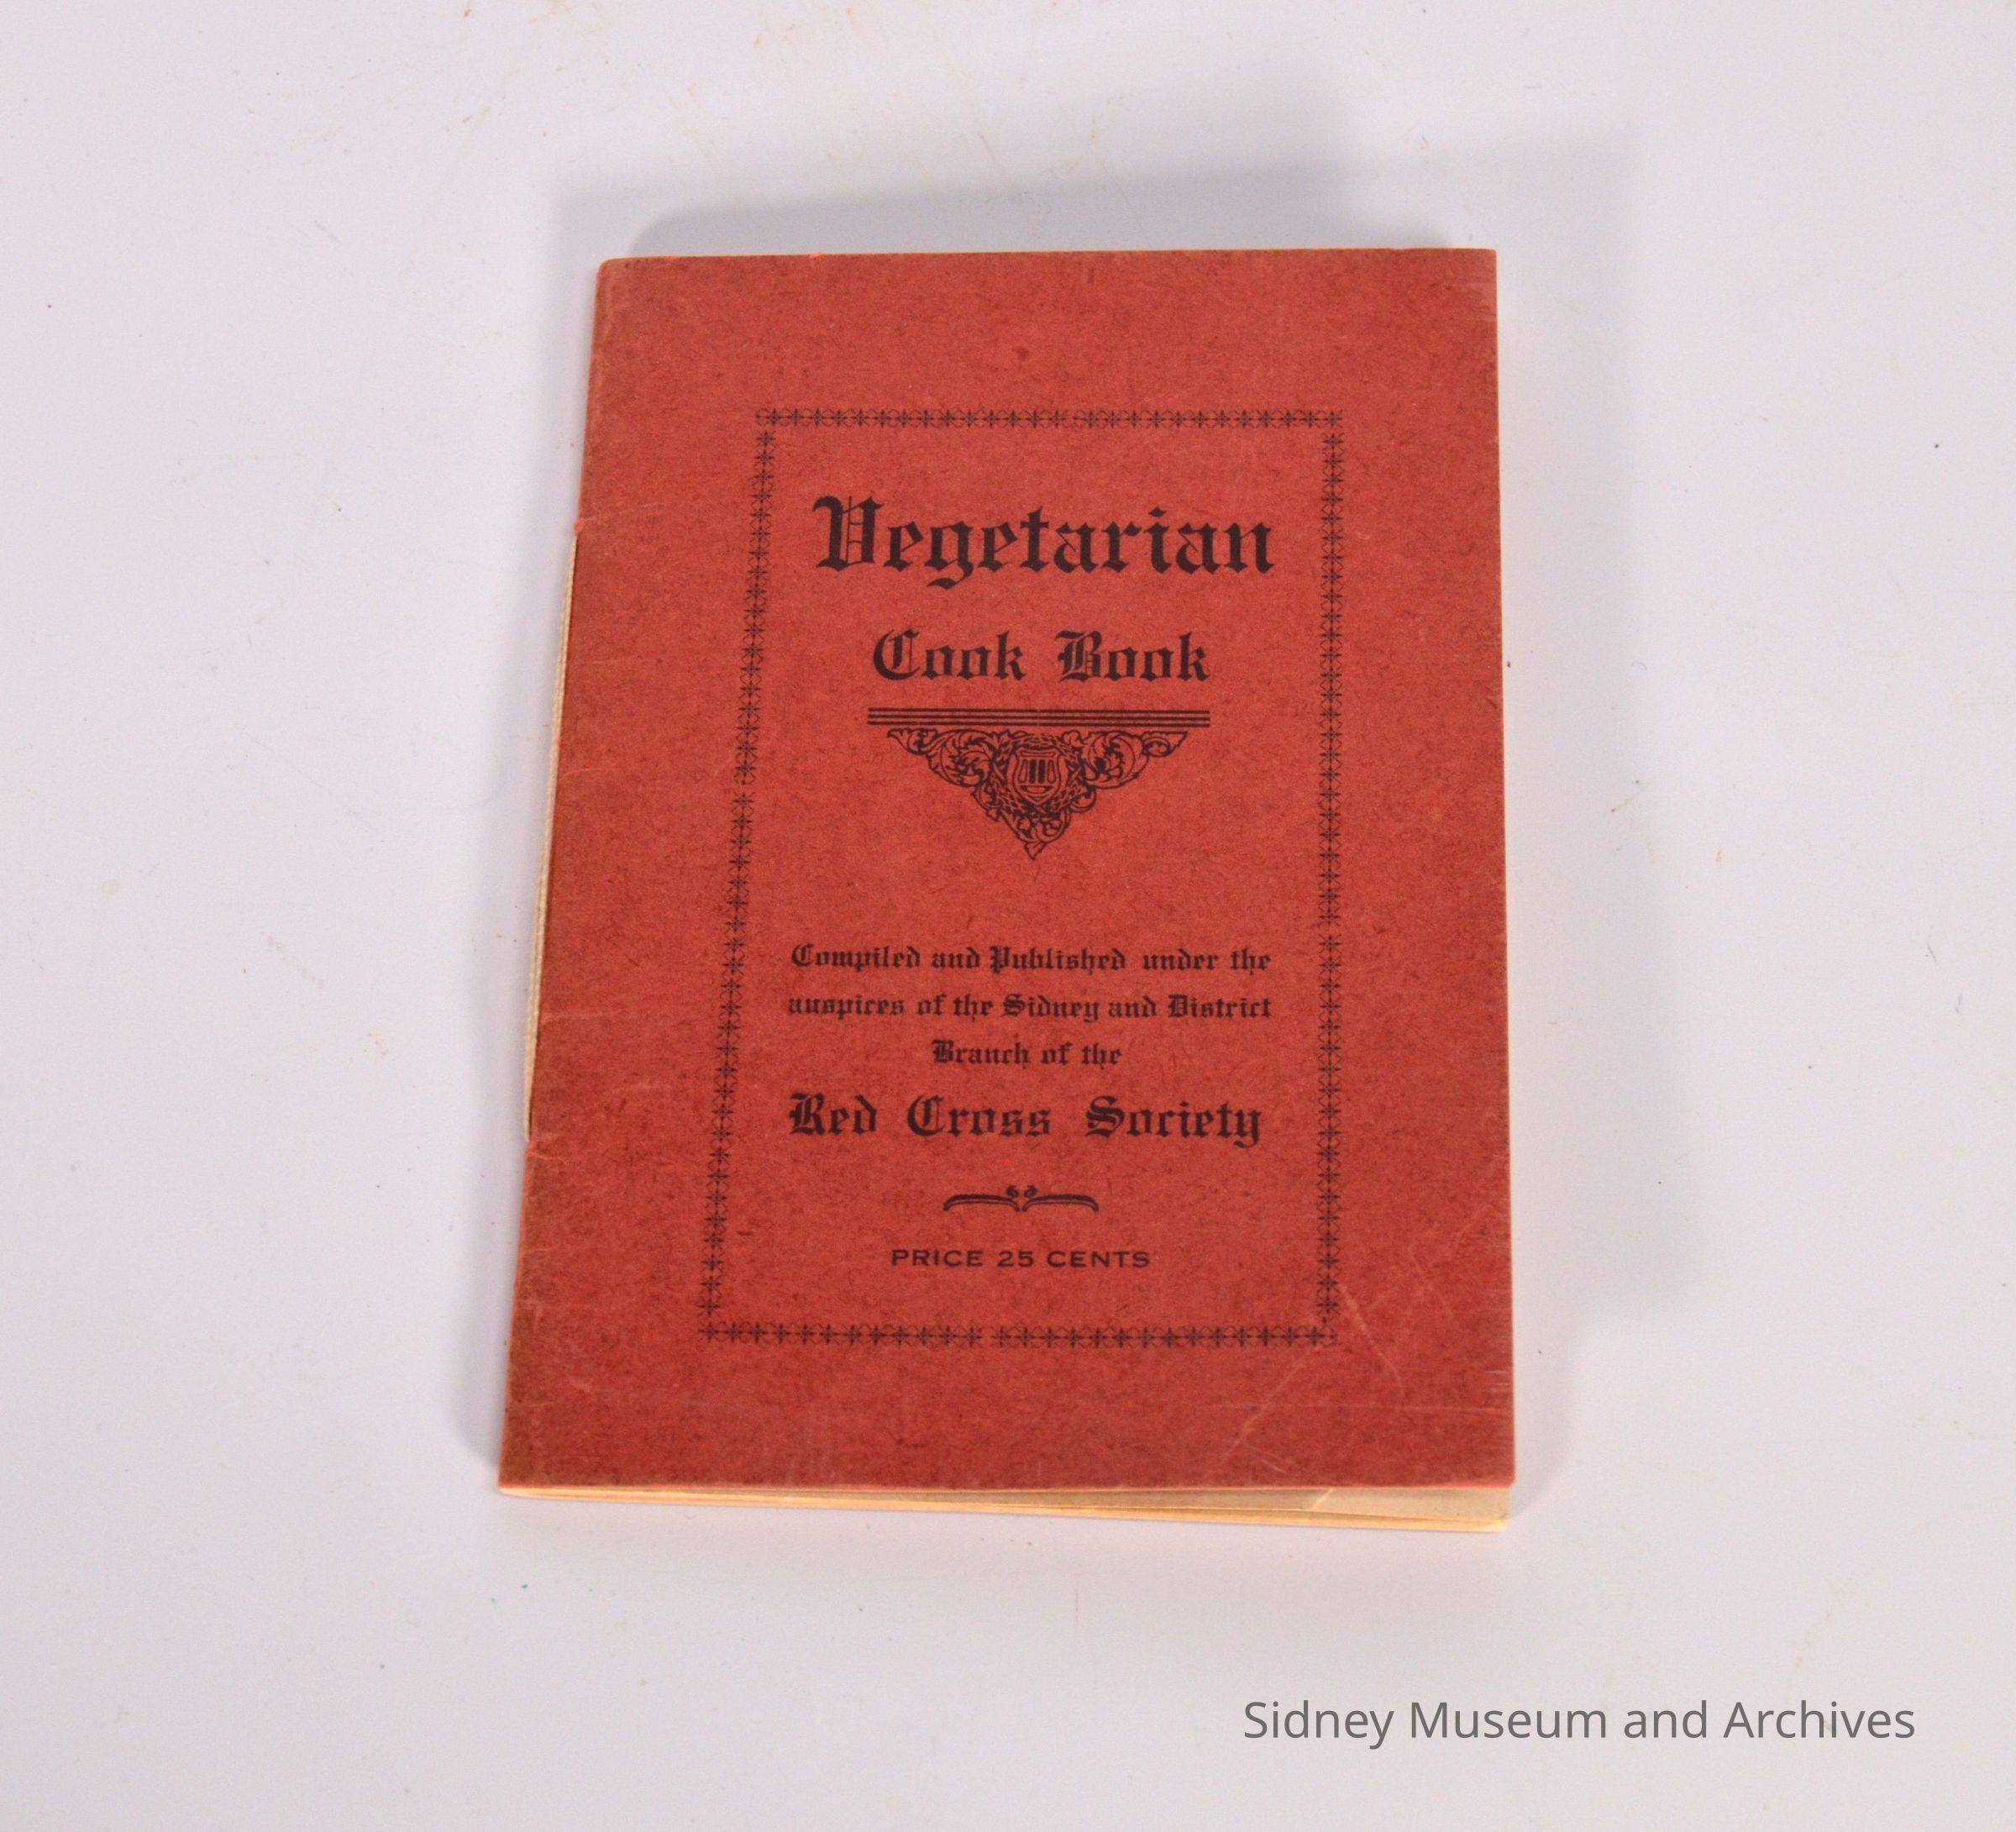 Vegetarian
Cook Book
Compiled and Published under the
auspices of the Sidney and District
Branch of the
Red Cross Society
PRICE 25 CENTS
Sidney Museum and Archives